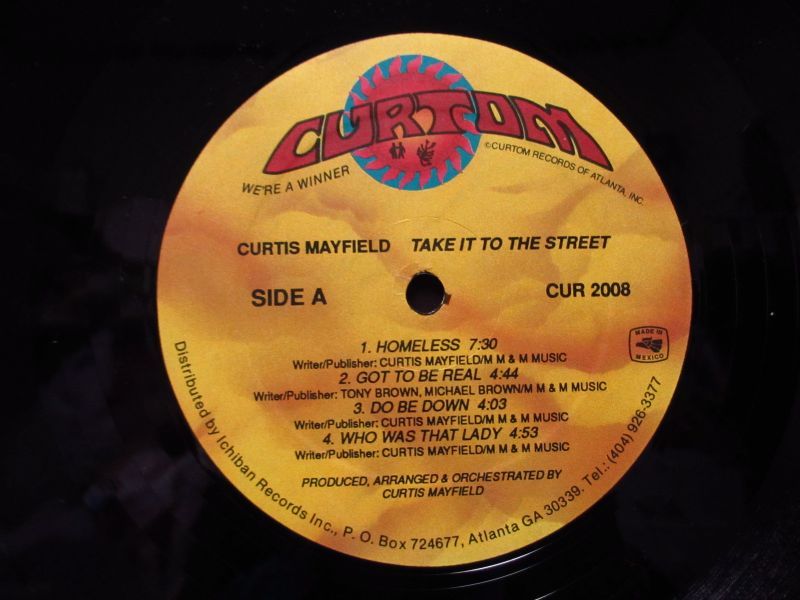 CURTOM
WE'RE A WINNER
©CURTOM RECORDS OF ATLANTA, INC.
CURTIS MAYFIELD TAKE IT TO THE STREET
SIDE A
CUR 2008
1. HOMELESS 7:30
Writer/Publisher: CURTIS MAYFIELD/M M & M MUSIC
2. GOT TO BE REAL 4:44
Writer/Publisher: TONY BROWN, MICHAEL BROWN/M M & M MUSIC
3. DO BE DOWN 4:03
Writer/Publisher: CURTIS MAYFIELD/M M & M MUSIC
4. WHO WAS THAT LADY 4:53
Writer/Publisher: CURTIS MAYFIELD/M M & M MUSIC
MADE IN
MEXICO
PRODUCED, ARRANGED & ORCHESTRATED BY
CURTIS MAYFIELD
Distributed by Ichiban Records Inc., P. O. Box 724677, Atlanta GA 30339. Tel.: (404) 926-3377